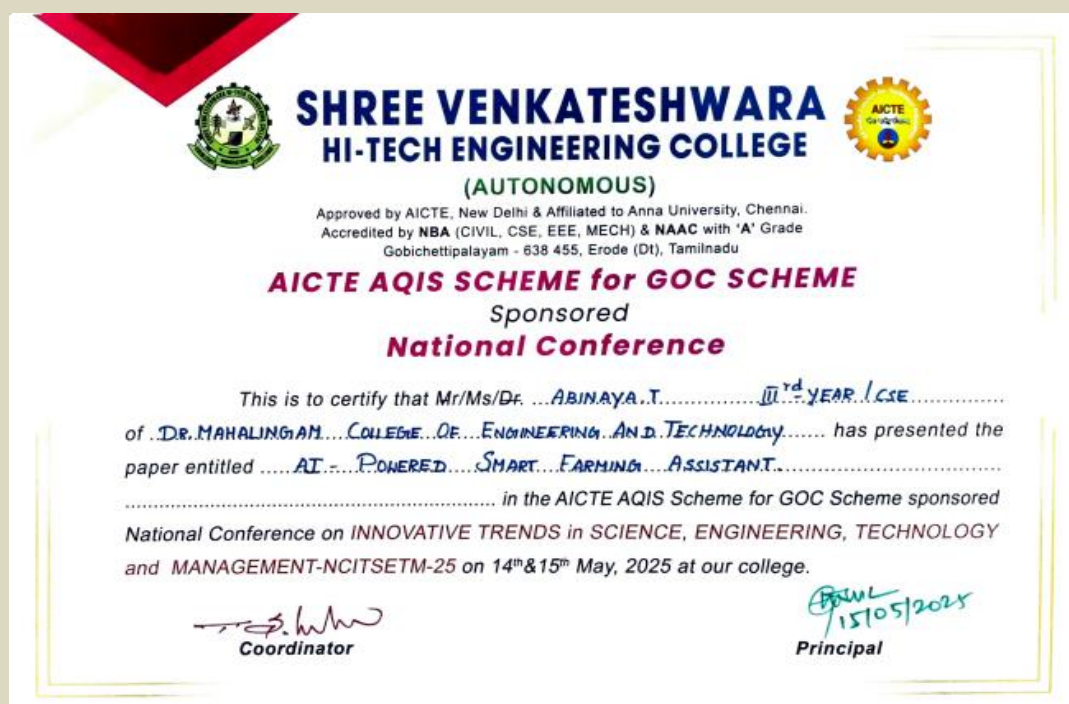 SHREE VENKATESHWARA
HI-TECH ENGINEERING COLLEGE
AICTE
(AUTONOMOUS)
Approved by AICTE, New Delhi & Affiliated to Anna University, Chennai.
Accredited by NBA (CIVIL, CSE, EEE, MECH) & NAAC with 'A' Grade
Gobichettipalayam - 638 455, Erode (Dt), Tamilnadu
AICTE AQIS SCHEME for GOC SCHEME
Sponsored
National Conference
This is to certify that Mr/Ms/Dr. ABINAYA.T III rd YEAR / CSE
of DR.MAHALINGAM COLLEGE OF ENGINEERING AND TECHNOLOGY has presented the
paper entitled AI - POWERED SMART FARMING ASSISTANT.
in the AICTE AQIS Scheme for GOC Scheme sponsored
National Conference on INNOVATIVE TRENDS in SCIENCE, ENGINEERING, TECHNOLOGY
and MANAGEMENT-NCITSETM-25 on 14th&15th May, 2025 at our college.
15/05/2025
Coordinator Principal